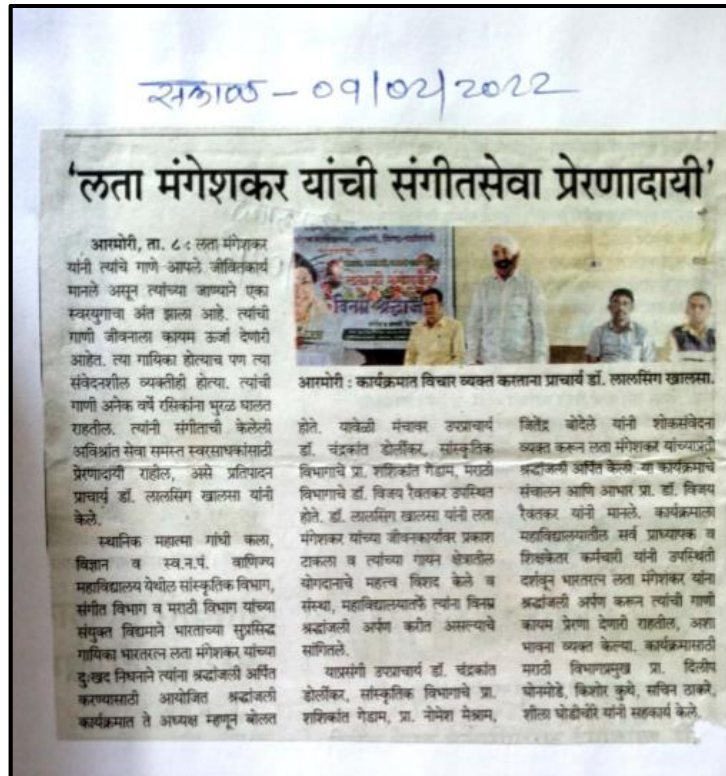 सकाळ - 09/02/2022
'लता मंगेशकर यांची संगीतसेवा प्रेरणादायी'
आरमोरी, ता. ८ : लता मंगेशकर
यांनी त्यांचे गाणे आपले जीवितकार्य
मानले असून त्यांच्या जाण्याने एका
स्वरयुगाचा अंत झाला आहे. त्यांची
गाणी जीवनाला कायम ऊर्जा देणारी
आहेत. त्या गायिका होत्याच पण त्या
संवेदनशील व्यक्तीही होत्या. त्यांची
गाणी अनेक वर्षे रसिकांना भुरळ घालत
राहतील. त्यांनी संगीताची केलेली
अविश्रांत सेवा समस्त स्वरसाधकांसाठी
प्रेरणादायी राहील, असे प्रतिपादन
प्राचार्य डॉ. लालसिंग खालसा यांनी
केले.
स्थानिक महात्मा गांधी कला,
विज्ञान व स्व.न.पं. वाणिज्य
महाविद्यालय येथील सांस्कृतिक विभाग,
संगीत विभाग व मराठी विभाग यांच्या
संयुक्त विद्यमाने भारताच्या सुप्रसिद्ध
गायिका भारतरत्न लता मंगेशकर यांच्या
दुःखद निधनाने त्यांना श्रद्धांजली अर्पित
करण्यासाठी आयोजित श्रद्धांजली
कार्यक्रमात ते अध्यक्ष म्हणून बोलत
विनम्र श्रद्धांजली
आरमोरी : कार्यक्रमात विचार व्यक्त करताना प्राचार्य डॉ. लालसिंग खालसा.
होते. यावेळी मंचावर उपप्राचार्य
डॉ. चंद्रकांत डोर्लीकर, सांस्कृतिक
विभागाचे प्रा. शशिकांत गेडाम, मराठी
विभागाचे डॉ. विजय रैवतकर उपस्थित
होते. डॉ. लालसिंग खालसा यांनी लता
मंगेशकर यांच्या जीवनकार्यावर प्रकाश
टाकला व त्यांच्या गायन क्षेत्रातील
योगदानाचे महत्त्व विशद केले व
संस्था, महाविद्यालयातर्फे त्यांना विनम्र
श्रद्धांजली अर्पण करीत असल्याचे
सांगितले.
याप्रसंगी उपप्राचार्य डॉ. चंद्रकांत
डोर्लीकर, सांस्कृतिक विभागाचे प्रा.
शशिकांत गेडाम, प्रा. नोमेश मेश्राम,
जितेंद्र बोदेले यांनी शोकसंवेदना
व्यक्त करून लता मंगेशकर यांच्याप्रती
श्रद्धांजली अर्पित केली. या कार्यक्रमाचे
संचालन आणि आभार प्रा. डॉ. विजय
रैवतकर यांनी मानले. कार्यक्रमाला
महाविद्यालयातील सर्व प्राध्यापक व
शिक्षकेतर कर्मचारी यांनी उपस्थिती
दर्शवून भारतरत्न लता मंगेशकर यांना
श्रद्धांजली अर्पण करून त्यांची गाणी
कायम प्रेरणा देणारी राहतील, अशा
भावना व्यक्त केल्या. कार्यक्रमासाठी
मराठी विभागप्रमुख प्रा. दिलीप
घोनमोडे, किशोर कुथे, सचिन ठाकरे,
शीला घोडीचोरे यांनी सहकार्य केले.